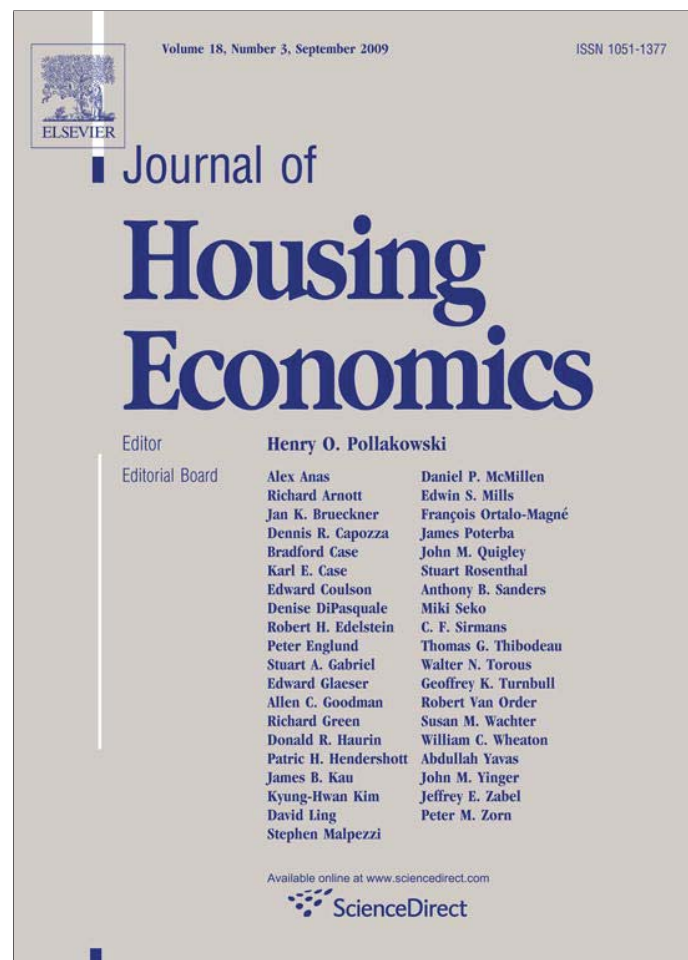 Volume 18, Number 3, September 2009
ISSN 1051-1377
ELSEVIER
Journal of
Housing
Economics
Editor
Henry O. Pollakowski
Editorial Board
Alex Anas
Richard Arnott
Jan K. Brueckner
Dennis R. Capozza
Bradford Case
Karl E. Case
Edward Coulson
Denise DiPasquale
Robert H. Edelstein
Peter Englund
Stuart A. Gabriel
Edward Glaeser
Allen C. Goodman
Richard Green
Donald R. Haurin
Patric H. Hendershott
James B. Kau
Kyung-Hwan Kim
David Ling
Stephen Malpezzi
Daniel P. McMillen
Edwin S. Mills
François Ortalo-Magné
James Poterba
John M. Quigley
Stuart Rosenthal
Anthony B. Sanders
Miki Seko
C. F. Sirmans
Thomas G. Thibodeau
Walter N. Torous
Geoffrey K. Turnbull
Robert Van Order
Susan M. Wachter
William C. Wheaton
Abdullah Yavas
John M. Yinger
Jeffrey E. Zabel
Peter M. Zorn
Available online at www.sciencedirect.com
ScienceDirect